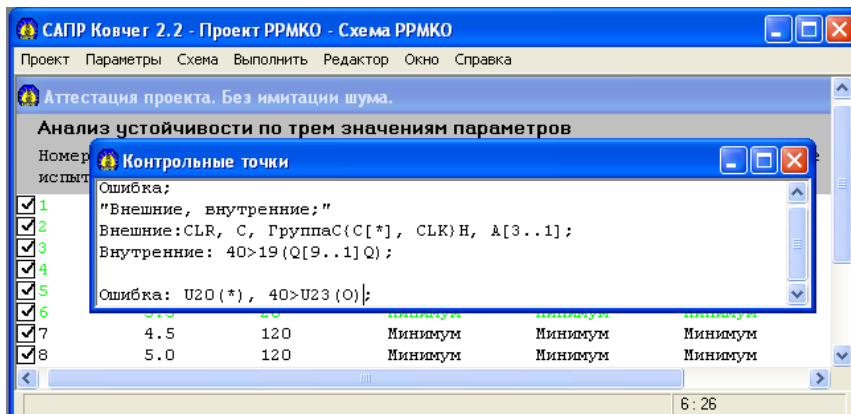 САПР Ковчег 2.2 - Проект РРМКО - Схема РРМКО
Проект Параметры Схема Выполнить Редактор Окно Справка
Аттестация проекта. Без имитации шума.
Анализ устойчивости по трем значениям параметров
Номер
испыт
Контрольные точки
Ошибка;
"Внешние, внутренние;"
Внешние:CLR, C, ГруппаC{C[*], CLK}H, A[3..1];
Внутренние: 40>19(Q[9..1]Q);
Ошибка: U20(*), 40>U23(O);
1
2
3
4
5
6
7 4.5 120 Минимум Минимум Минимум
8 5.0 120 Минимум Минимум Минимум
6:26